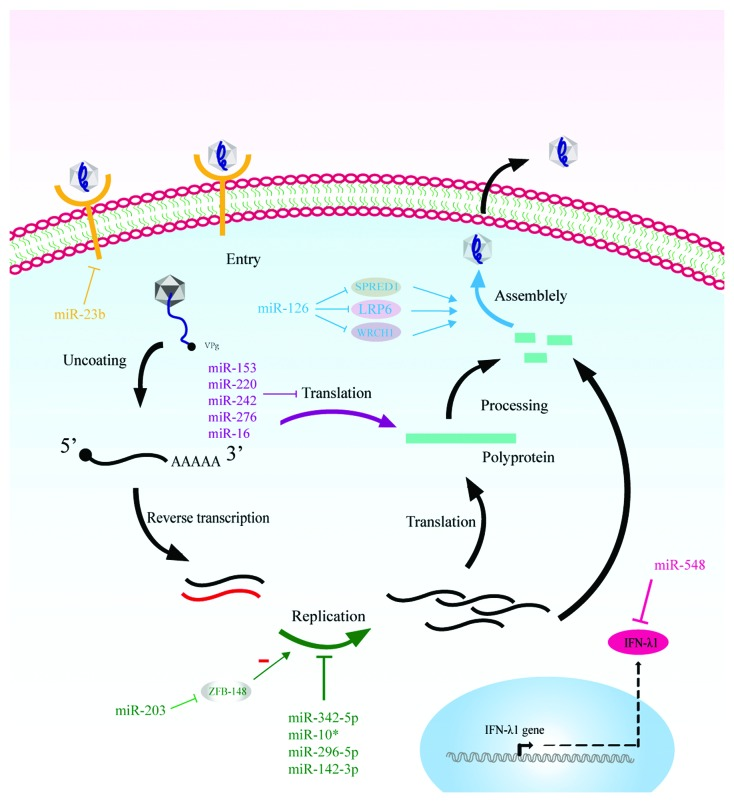 Entry
miR-23b
miR-126
SPRED1
LRP6
WRCH1
Assemblely
VPg
Uncoating
miR-153
miR-220
miR-242
miR-276
miR-16
Translation
Processing
Polyprotein
5’
AAAAA 3’
Reverse transcription
Translation
Replication
miR-548
IFN-λ1
ZFB-148
miR-203
miR-342-5p
miR-10*
miR-296-5p
miR-142-3p
IFN-λ1 gene